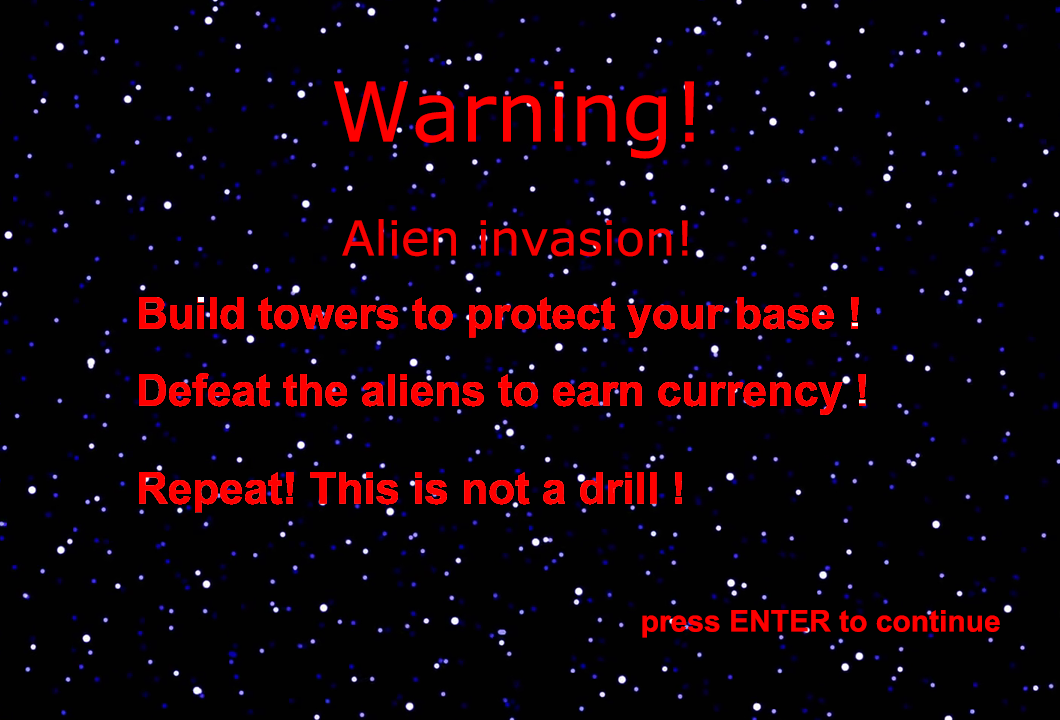 Warning!
Alien invasion!
Build towers to protect your base !
Defeat the aliens to earn currency !
Repeat! This is not a drill !
press ENTER to continue